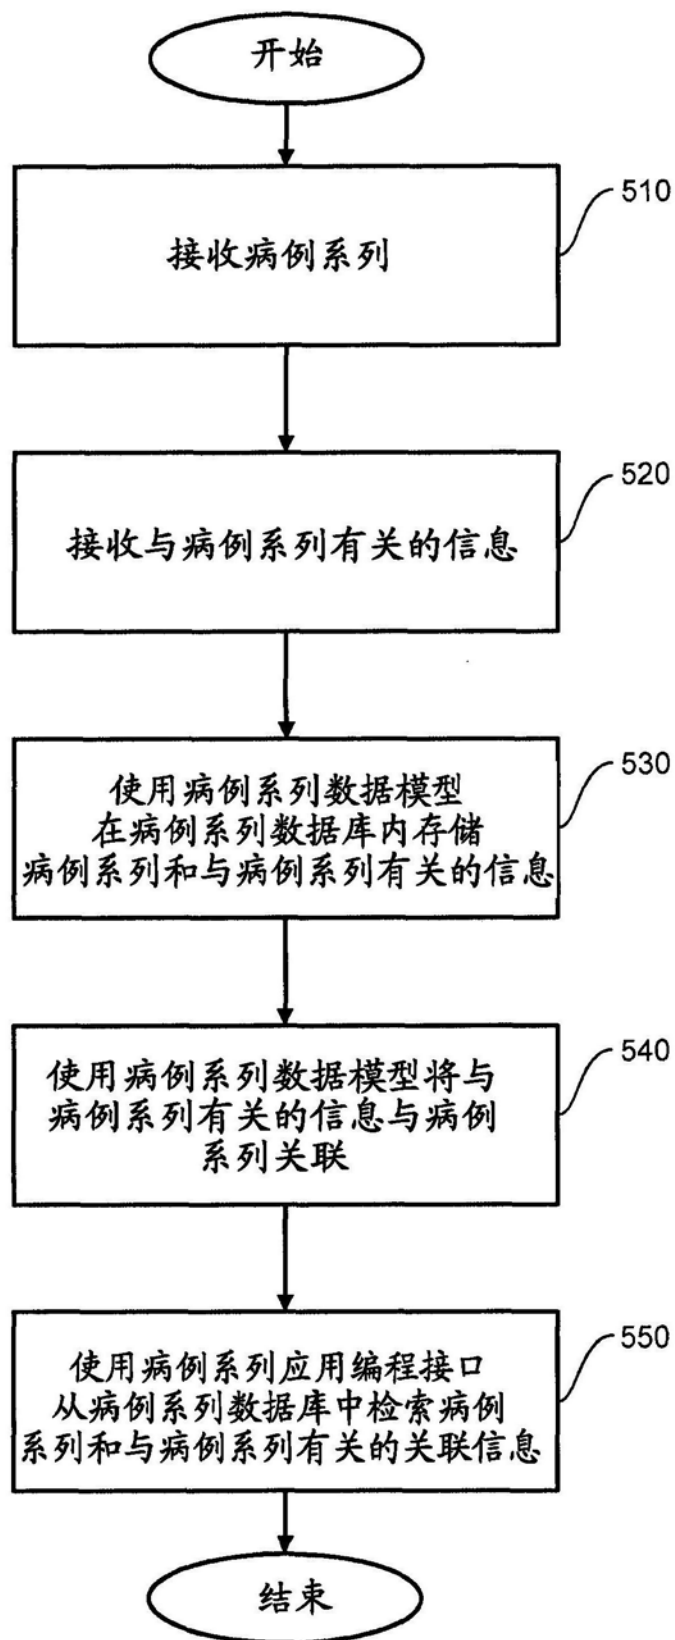 开始
510
接收病例系列
520
接收与病例系列有关的信息
530
使用病例系列数据模型
在病例系列数据库内存储
病例系列和与病例系列有关的信息
540
使用病例系列数据模型将与
病例系列有关的信息与病例
系列关联
550
使用病例系列应用编程接口
从病例系列数据库中检索病例
系列和与病例系列有关的关联信息
结束